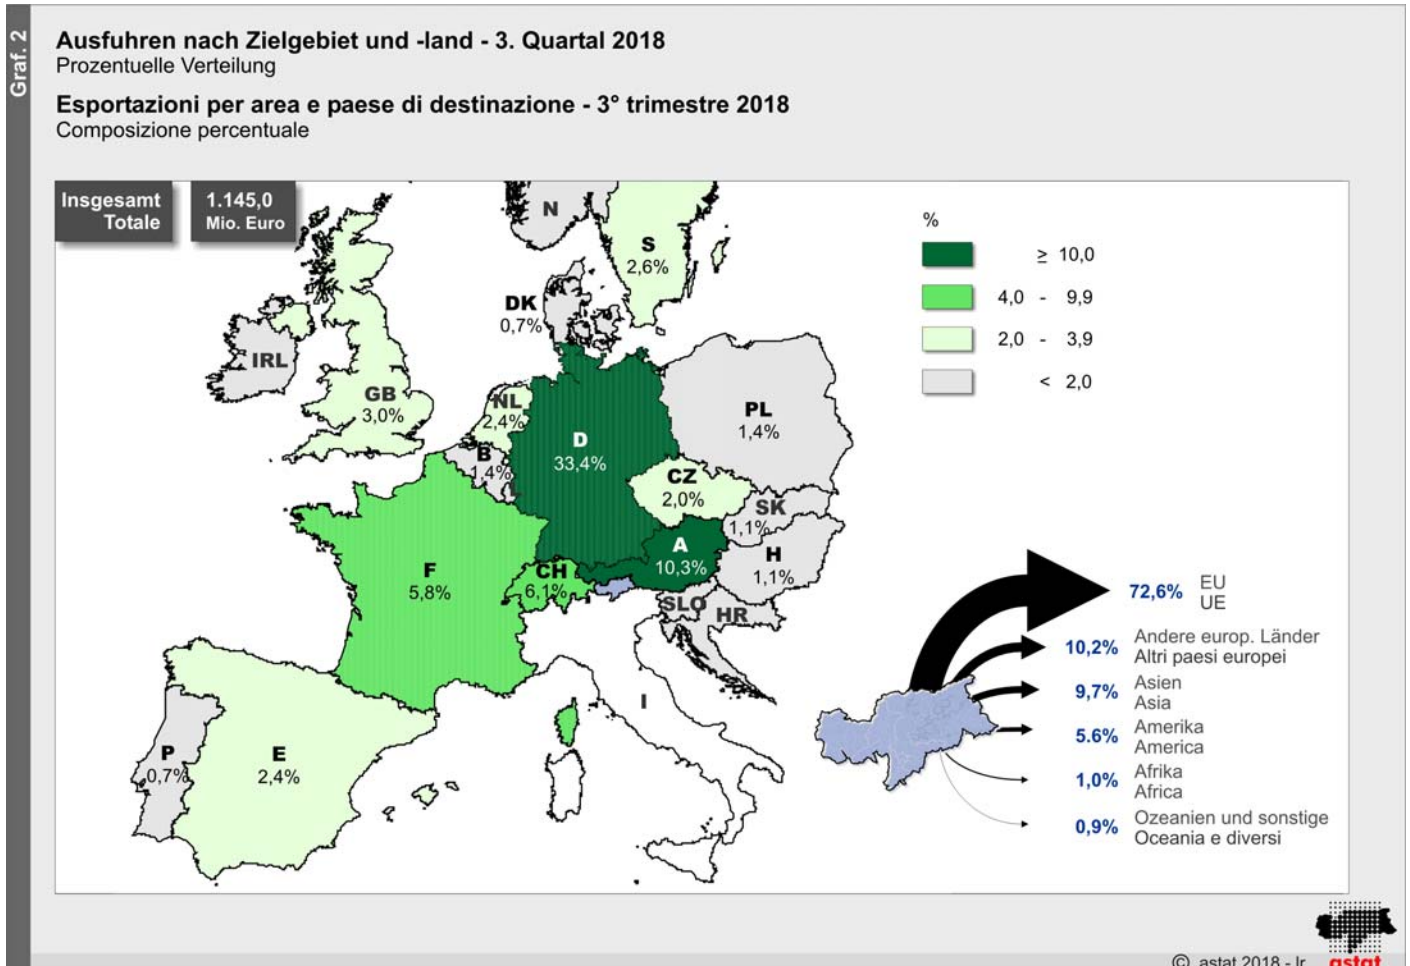 Graf. 2
Ausfuhren nach Zielgebiet und -land - 3. Quartal 2018
Prozentuelle Verteilung
Esportazioni per area e paese di destinazione - 3° trimestre 2018
Composizione percentuale
Insgesamt
Totale
1.145,0
Mio. Euro
%
≥ 10,0
4,0 - 9,9
2,0 - 3,9
< 2,0
N
S
2,6%
DK
0,7%
IRL
GB
3,0%
NL
2,4%
B
1,4%
L
D
33,4%
PL
1,4%
CZ
2,0%
SK
1,1%
A
10,3%
H
1,1%
F
5,8%
CH
6,1%
SLO
HR
I
P
0,7%
E
2,4%
72,6%
EU
UE
10,2%
Andere europ. Länder
Altri paesi europei
9,7%
Asien
Asia
5.6%
Amerika
America
1,0%
Afrika
Africa
0,9%
Ozeanien und sonstige
Oceania e diversi
© astat 2018 - lr
astat